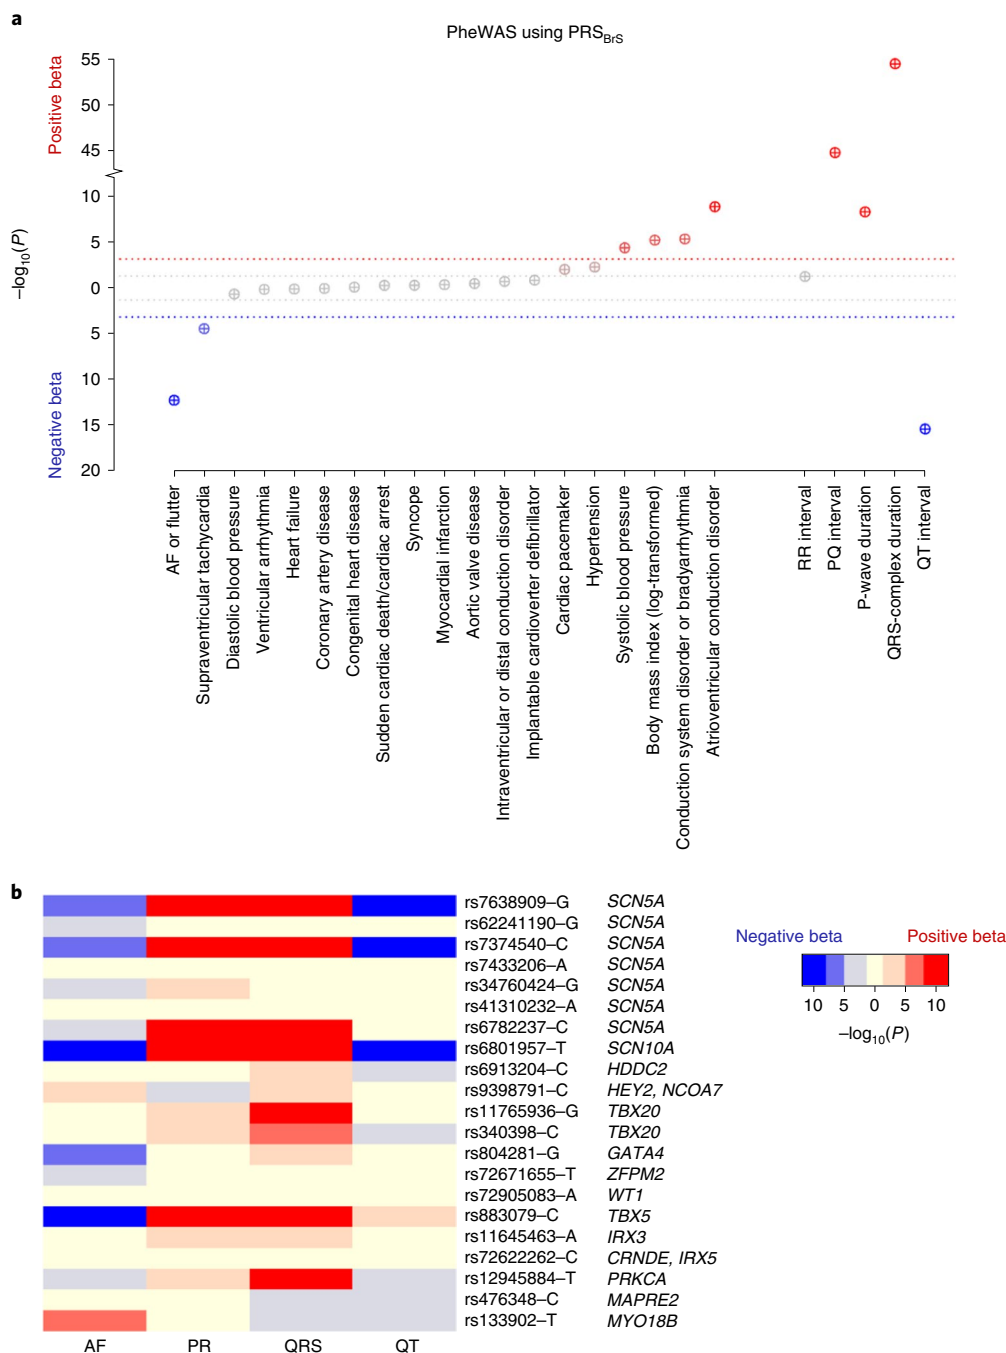 a
PheWAS using PRS_BrS
Positive beta
Negative beta
–log10(P)
55
50
45
10
5
0
5
10
15
20
AF or flutter
Supraventricular tachycardia
Diastolic blood pressure
Ventricular arrhythmia
Heart failure
Coronary artery disease
Congenital heart disease
Sudden cardiac death/cardiac arrest
Syncope
Myocardial infarction
Aortic valve disease
Intraventricular or distal conduction disorder
Implantable cardioverter defibrillator
Cardiac pacemaker
Hypertension
Systolic blood pressure
Body mass index (log-transformed)
Conduction system disorder or bradyarrhythmia
Atrioventricular conduction disorder
RR interval
PQ interval
P-wave duration
QRS-complex duration
QT interval
b
rs7638909–G SCN5A
rs62241190–G SCN5A
rs7374540–C SCN5A
rs7433206–A SCN5A
rs34760424–G SCN5A
rs41310232–A SCN5A
rs6782237–C SCN5A
rs6801957–T SCN10A
rs6913204–C HDDC2
rs9398791–C HEY2, NCOA7
rs11765936–G TBX20
rs340398–C TBX20
rs804281–G GATA4
rs72671655–T ZFPM2
rs72905083–A WT1
rs883079–C TBX5
rs11645463–A IRX3
rs72622262–C CRNDE, IRX5
rs12945884–T PRKCA
rs476348–C MAPRE2
rs133902–T MYO18B
AF PR QRS QT
Negative beta Positive beta
10 5 0 5 10
–log10(P)